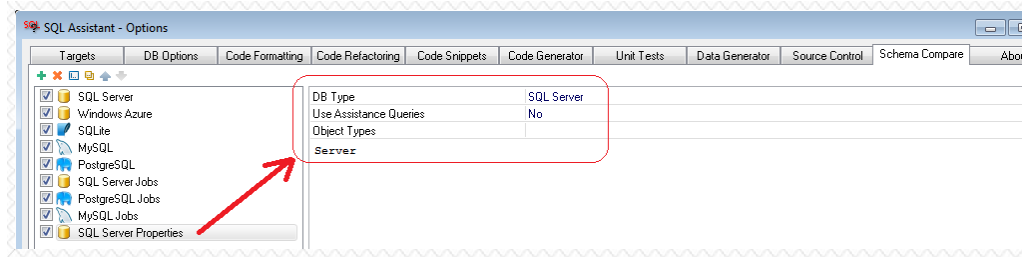 SQL Assistant - Options
Targets DB Options Code Formatting Code Refactoring Code Snippets Code Generator Unit Tests Data Generator Source Control Schema Compare
SQL Server
Windows Azure
SQLite
MySQL
PostgreSQL
SQL Server Jobs
PostgreSQL Jobs
MySQL Jobs
SQL Server Properties
DB Type SQL Server
Use Assistance Queries No
Object Types
Server